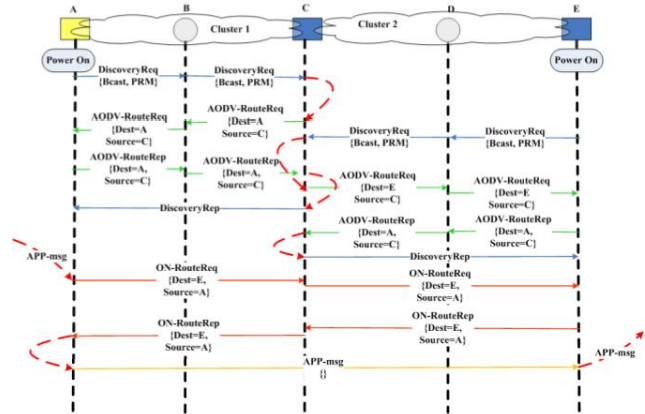 A
B
C
D
E
Cluster 1
Cluster 2
Power On
Power On
DiscoveryReq
{Bcast, PRM}
DiscoveryReq
{Bcast, PRM}
AODV-RouteReq
{Dest=A
Source=C}
AODV-RouteReq
{Dest=A
Source=C}
DiscoveryReq
{Bcast, PRM}
DiscoveryReq
{Bcast, PRM}
AODV-RouteRep
{Dest=A,
Source=C}
AODV-RouteRep
{Dest=A,
Source=C}
AODV-RouteReq
{Dest=E
Source=C}
AODV-RouteReq
{Dest=E
Source=C}
DiscoveryRep
AODV-RouteRep
{Dest=A,
Source=C}
AODV-RouteRep
{Dest=A,
Source=C}
DiscoveryRep
APP-msg
ON-RouteReq
{Dest=E,
Source=A}
ON-RouteReq
{Dest=E,
Source=A}
ON-RouteRep
{Dest=E,
Source=A}
ON-RouteRep
{Dest=E,
Source=A}
APP-msg
{}
APP-msg